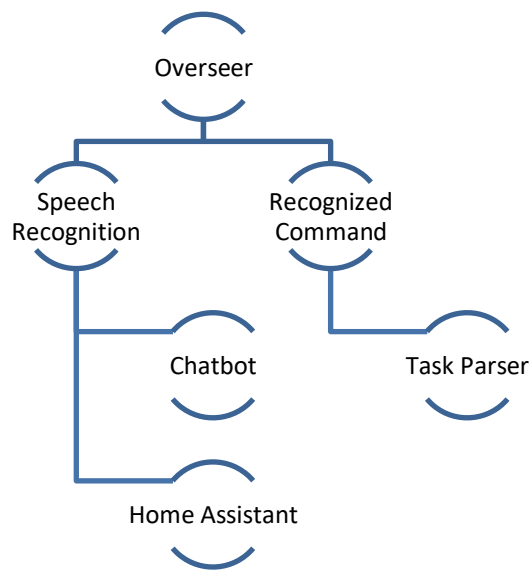 Overseer
Speech
Recognition
Recognized
Command
Chatbot
Task Parser
Home Assistant